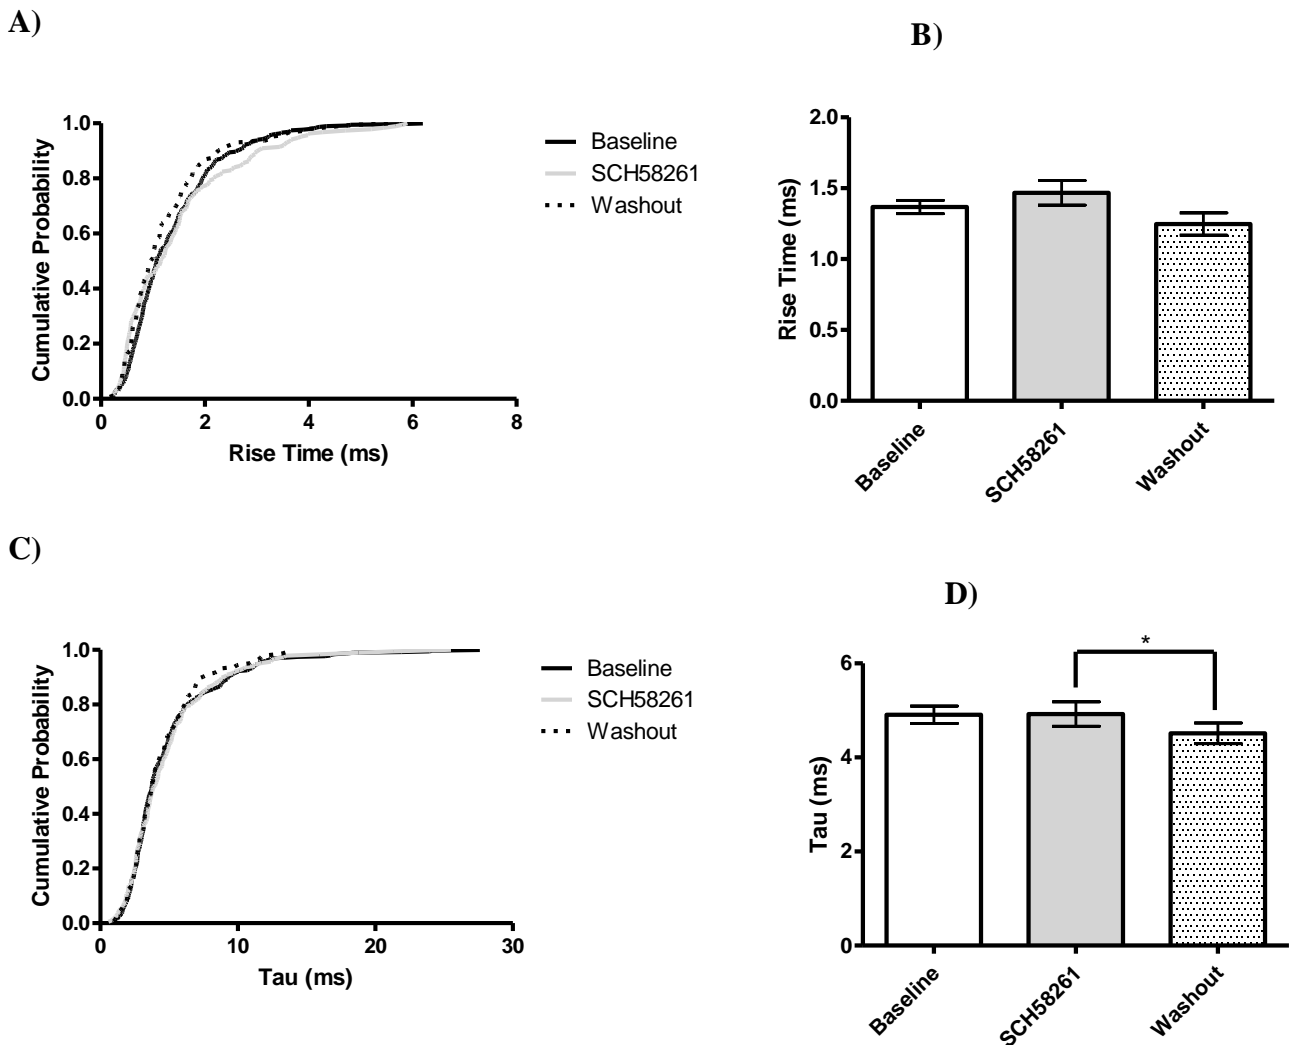 A)
Cumulative Probability
1.0
0.8
0.6
0.4
0.2
0.0
0 2 4 6 8
Rise Time (ms)
Baseline
SCH58261
Washout
B)
Rise Time (ms)
2.0
1.5
1.0
0.5
0.0
Baseline
SCH58261
Washout
C)
Cumulative Probability
1.0
0.8
0.6
0.4
0.2
0.0
0 10 20 30
Tau (ms)
Baseline
SCH58261
Washout
D)
*
Tau (ms)
6
4
2
0
Baseline
SCH58261
Washout